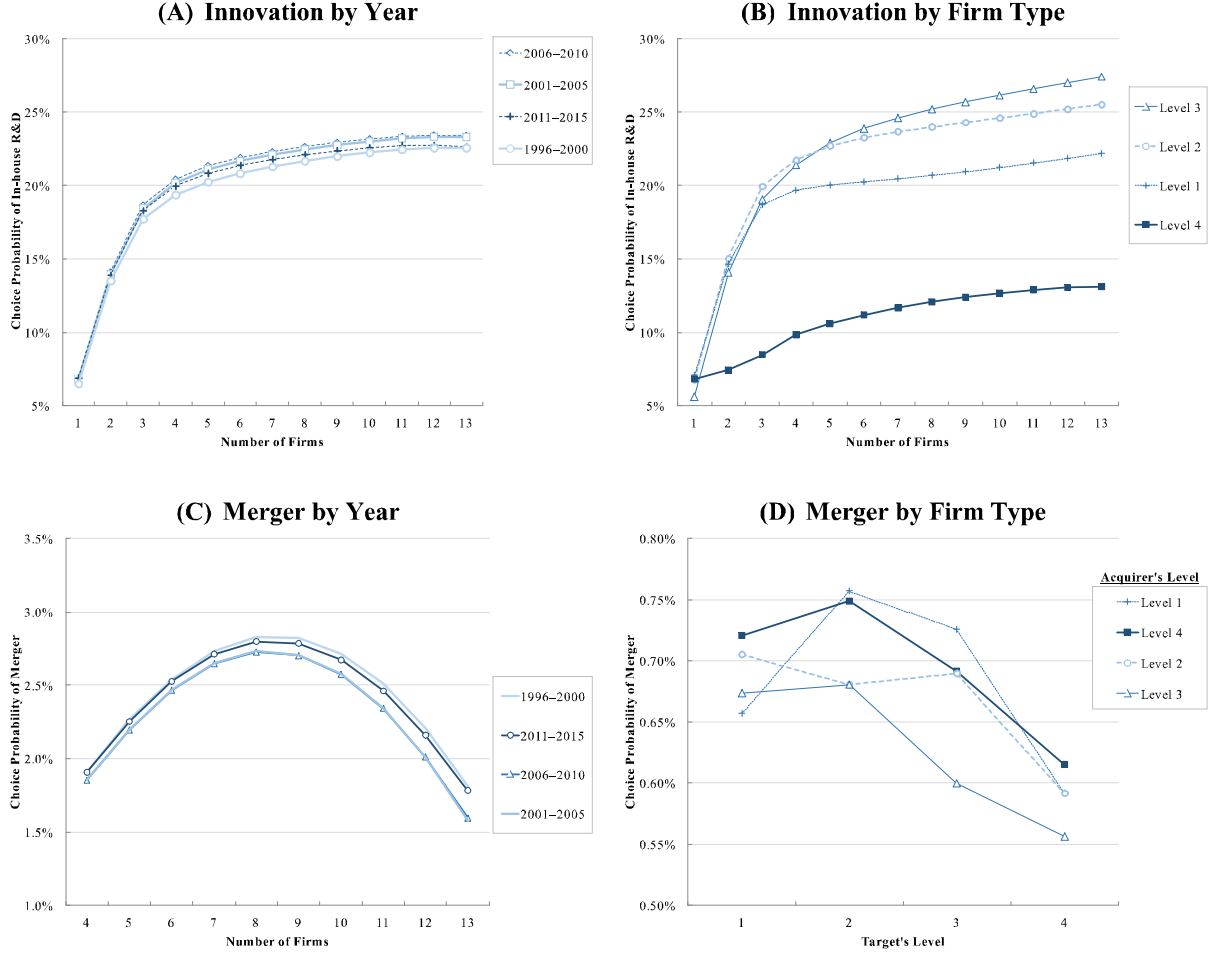 (A) Innovation by Year
30%
25%
20%
15%
10%
5%
Choice Probability of In-house R&D
1 2 3 4 5 6 7 8 9 10 11 12 13
Number of Firms
2006–2010
2001–2005
2011–2015
1996–2000
(B) Innovation by Firm Type
30%
25%
20%
15%
10%
5%
Choice Probability of In-house R&D
1 2 3 4 5 6 7 8 9 10 11 12 13
Number of Firms
Level 3
Level 2
Level 1
Level 4
(C) Merger by Year
3.5%
3.0%
2.5%
2.0%
1.5%
1.0%
Choice Probability of Merger
4 5 6 7 8 9 10 11 12 13
Number of Firms
1996–2000
2011–2015
2006–2010
2001–2005
(D) Merger by Firm Type
0.80%
0.75%
0.70%
0.65%
0.60%
0.55%
0.50%
Choice Probability of Merger
1 2 3 4
Target's Level
Acquirer's Level
Level 1
Level 4
Level 2
Level 3